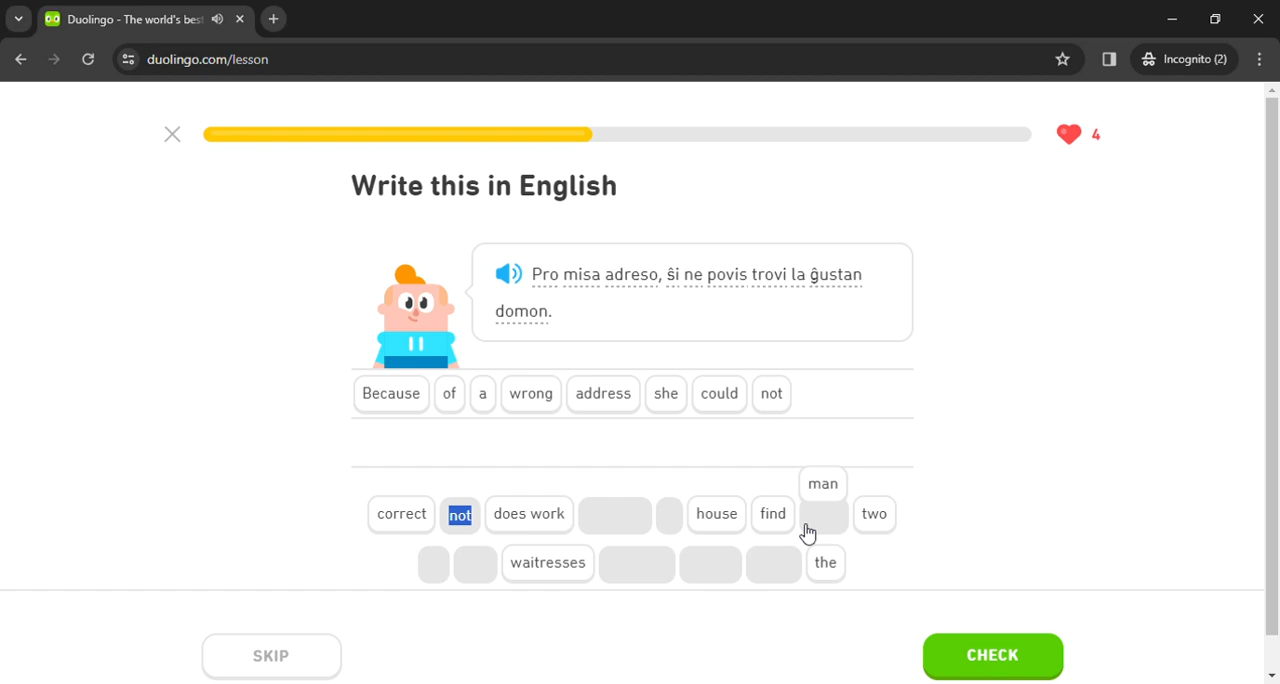 Duolingo - The world's bes
duolingo.com/lesson
Incognito (2)
4
Write this in English
Pro misa adreso, ŝi ne povis trovi la ĝustan
domon.
Because of a wrong address she could not
man
correct not does work house find two
waitresses the
SKIP
CHECK